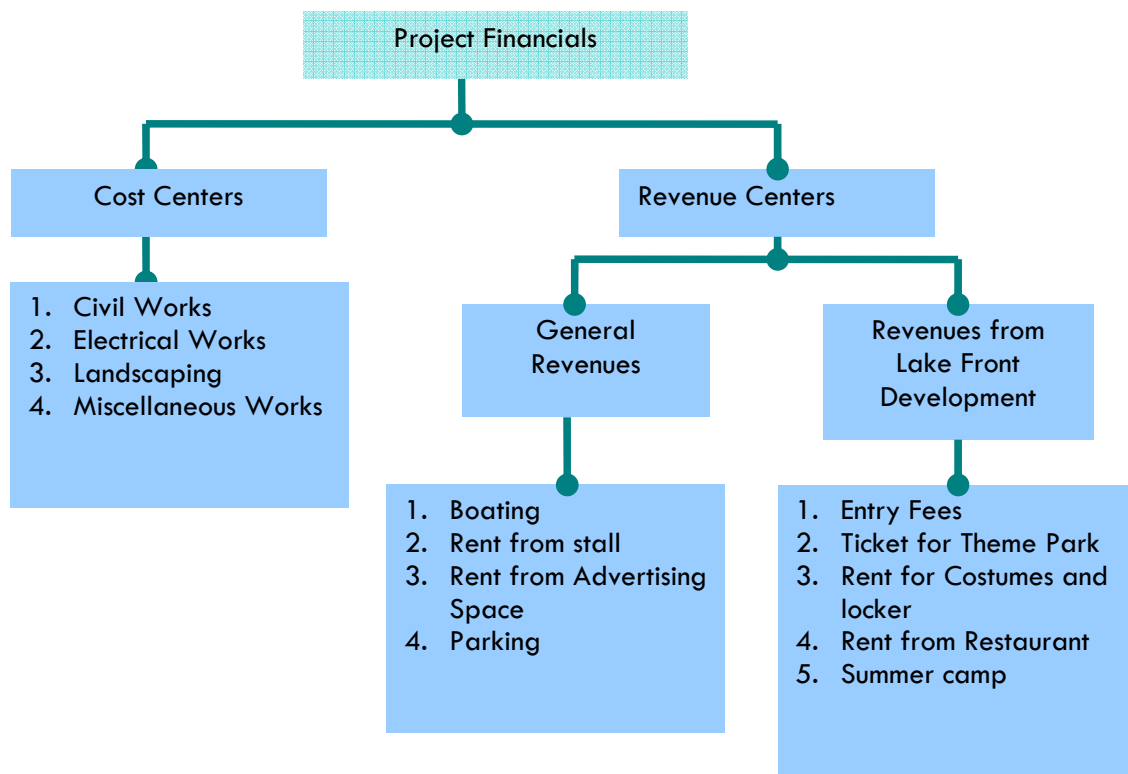 Project Financials
Cost Centers
Revenue Centers
1. Civil Works
2. Electrical Works
3. Landscaping
4. Miscellaneous Works
General
Revenues
Revenues from
Lake Front
Development
1. Boating
2. Rent from stall
3. Rent from Advertising
Space
4. Parking
1. Entry Fees
2. Ticket for Theme Park
3. Rent for Costumes and
locker
4. Rent from Restaurant
5. Summer camp